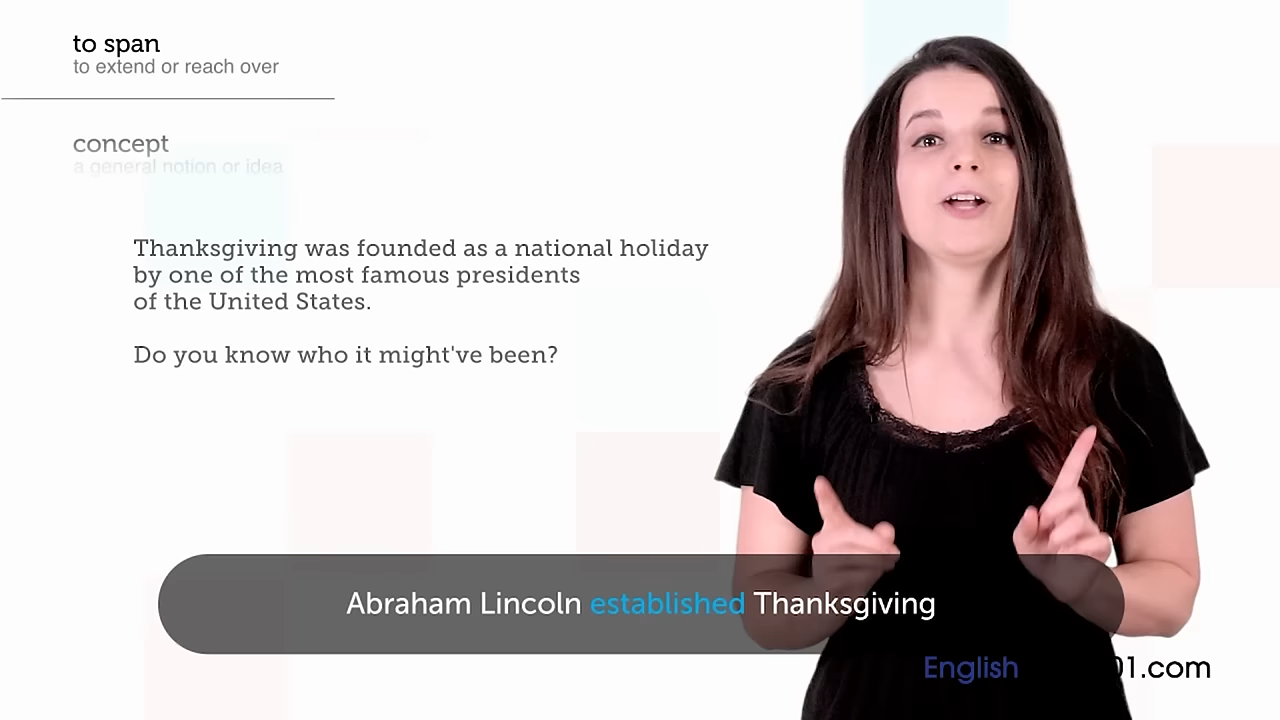 to span
to extend or reach over
concept
a general notion or idea
Thanksgiving was founded as a national holiday
by one of the most famous presidents
of the United States.
Do you know who it might've been?
Abraham Lincoln established Thanksgiving
English 01.com